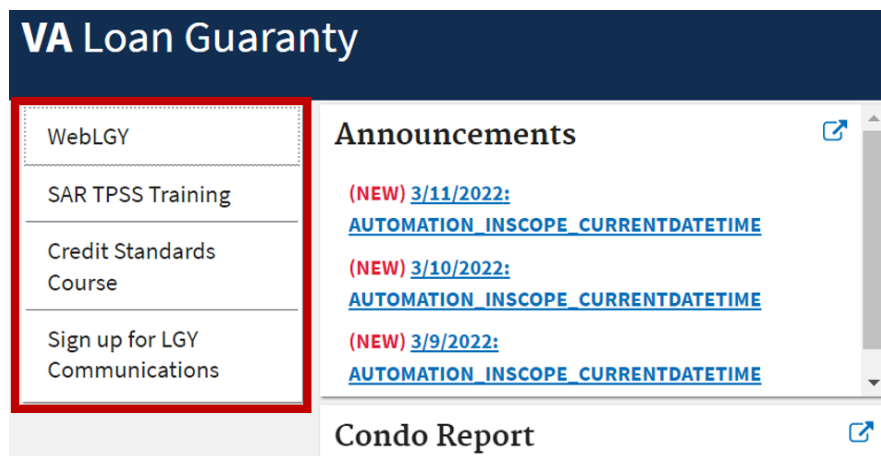 VA Loan Guaranty
WebLGY
SAR TPSS Training
Credit Standards
Course
Sign up for LGY
Communications
Announcements
(NEW) 3/11/2022:
AUTOMATION_INSCOPE_CURRENTDATETIME
(NEW) 3/10/2022:
AUTOMATION_INSCOPE_CURRENTDATETIME
(NEW) 3/9/2022:
AUTOMATION_INSCOPE_CURRENTDATETIME
Condo Report